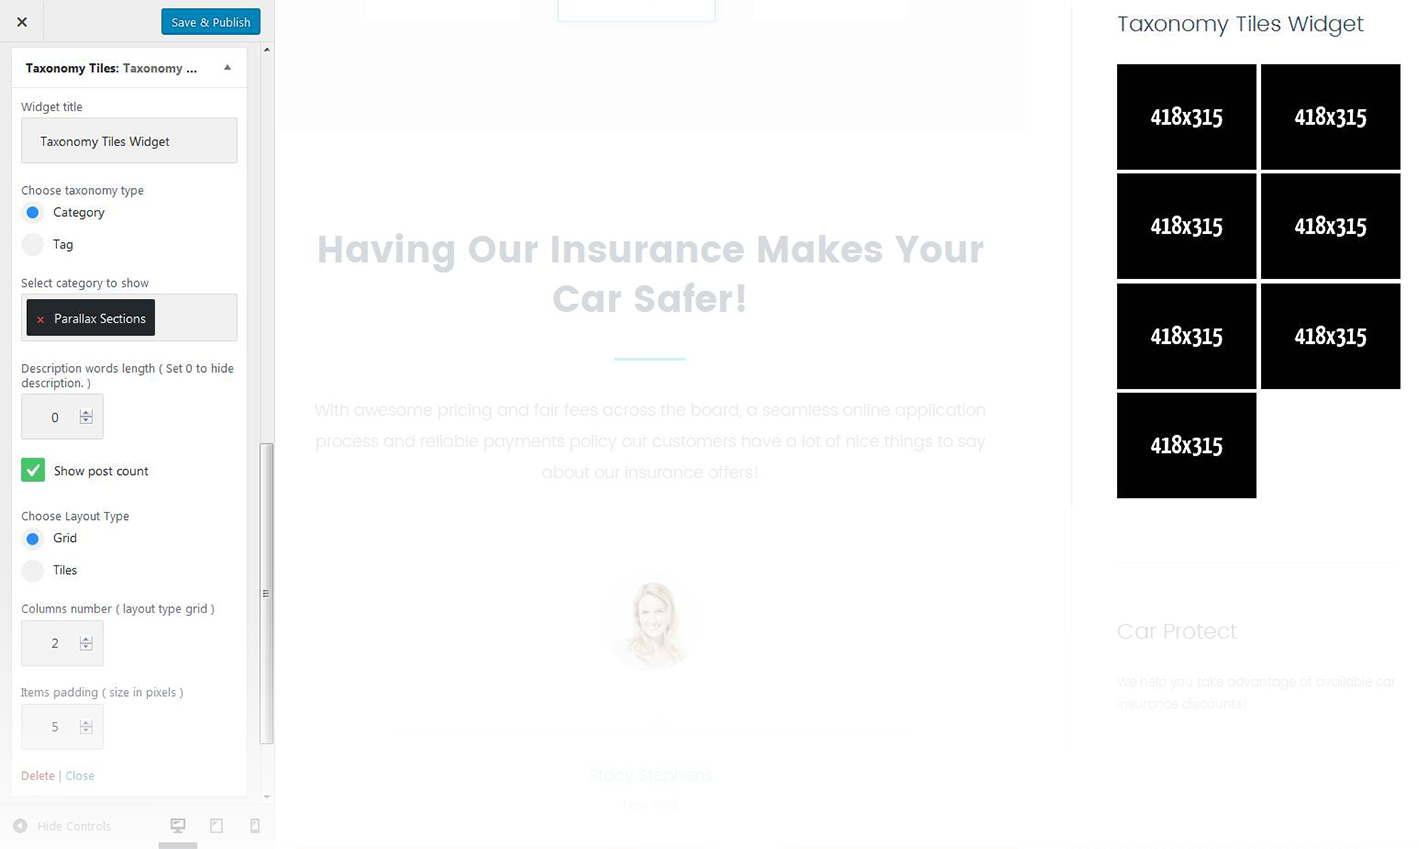 Save & Publish
Taxonomy Tiles: Taxonomy ...
Widget title
Taxonomy Tiles Widget
Choose taxonomy type
Category
Tag
Select category to show
× Parallax Sections
Description words length ( Set 0 to hide
description. )
0
Show post count
Choose Layout Type
Grid
Tiles
Columns number ( layout type grid )
2
Items padding ( size in pixels )
5
Delete | Close
Hide Controls
Having Our Insurance Makes Your
Car Safer!
With awesome pricing and fair fees across the board, a seamless online application
process and reliable payments policy our customers have a lot of nice things to say
about our insurance offers!
Stacy Stephens
New York
Taxonomy Tiles Widget
418x315
418x315
418x315
418x315
418x315
418x315
418x315
Car Protect
We help you take advantage of available car
insurance discounts!